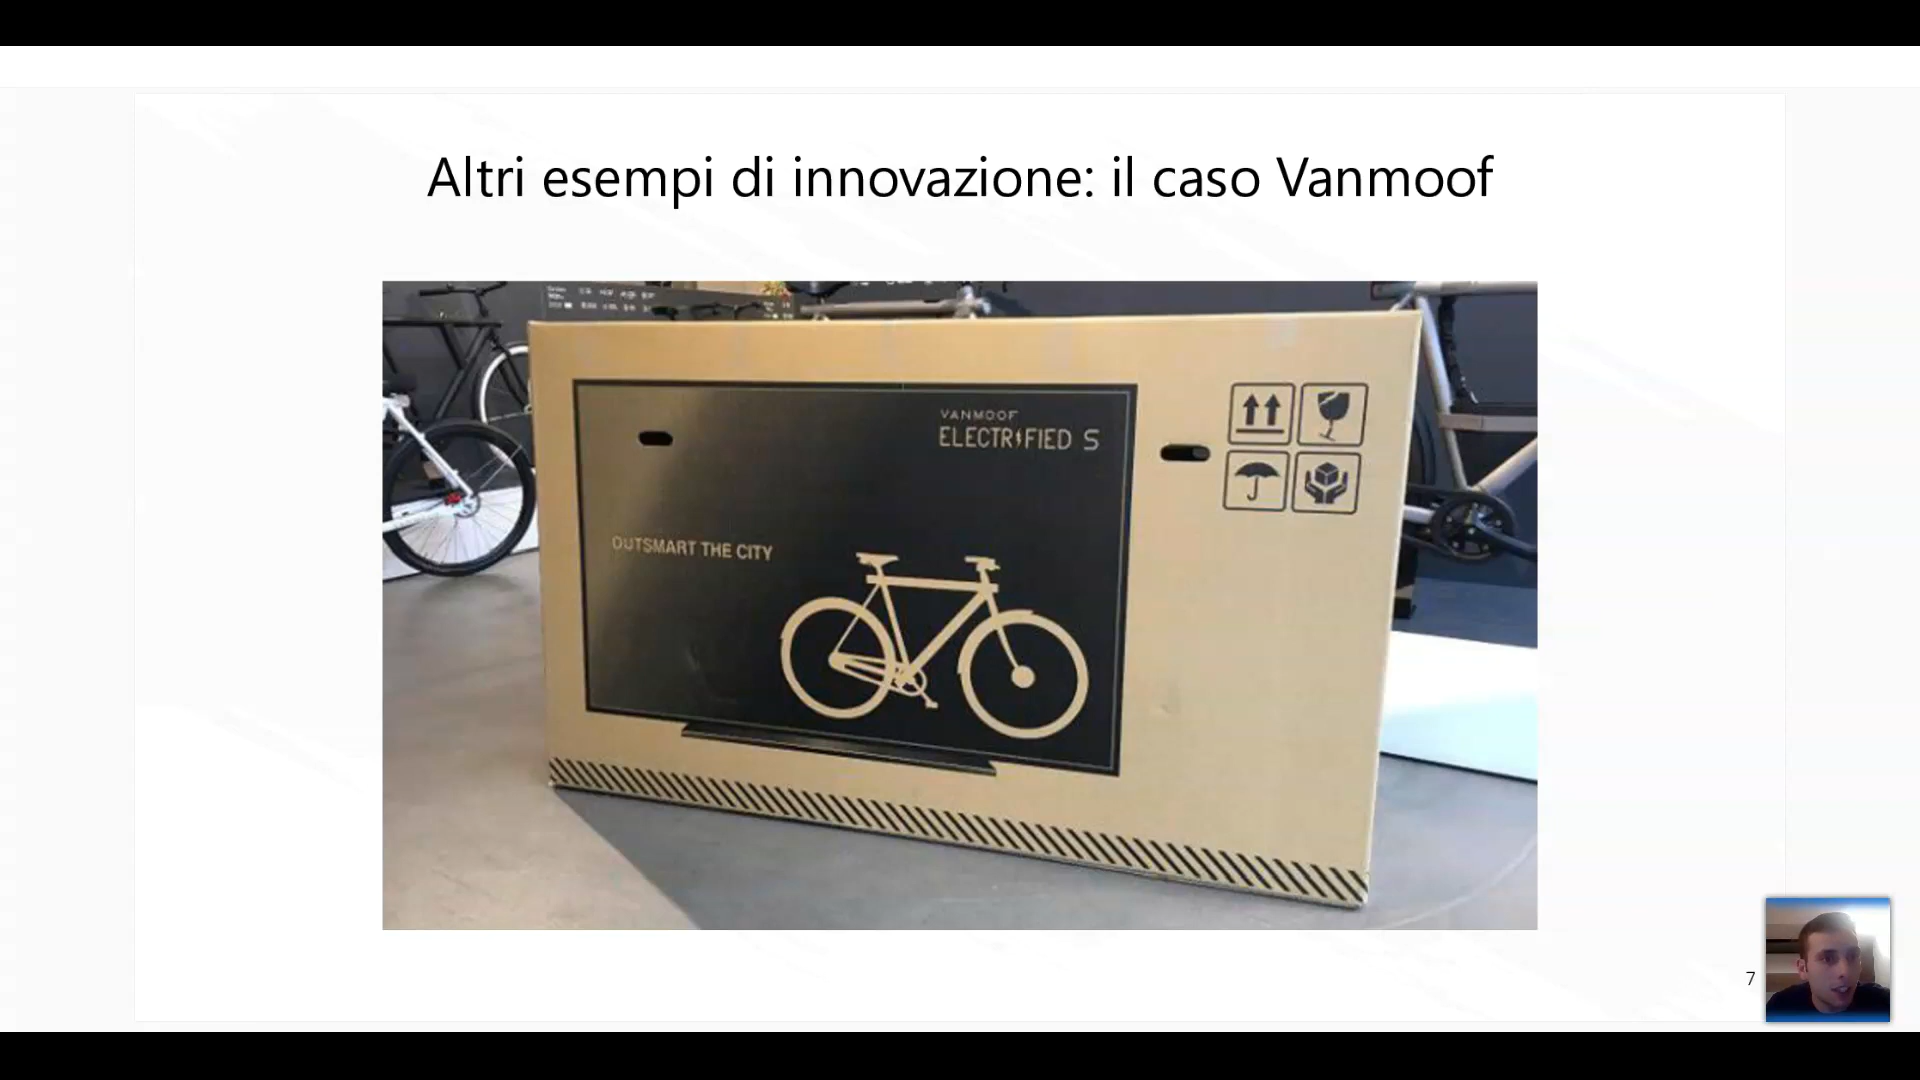 Altri esempi di innovazione: il caso Vanmoof
VANMOOF
ELECTRIFIED S
OUTSMART THE CITY
7